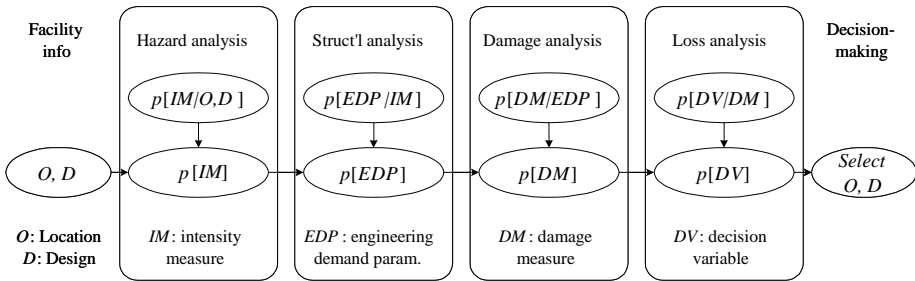 Facility
info
Hazard analysis
Struct'l analysis
Damage analysis
Loss analysis
Decision-
making
p[IM/O,D ]
p[EDP /IM]
p[DM/EDP ]
p[DV/DM ]
O, D
p [IM]
p[EDP]
p[DM]
p[DV]
Select
O, D
O: Location
D: Design
IM : intensity
measure
EDP : engineering
demand param.
DM : damage
measure
DV : decision
variable